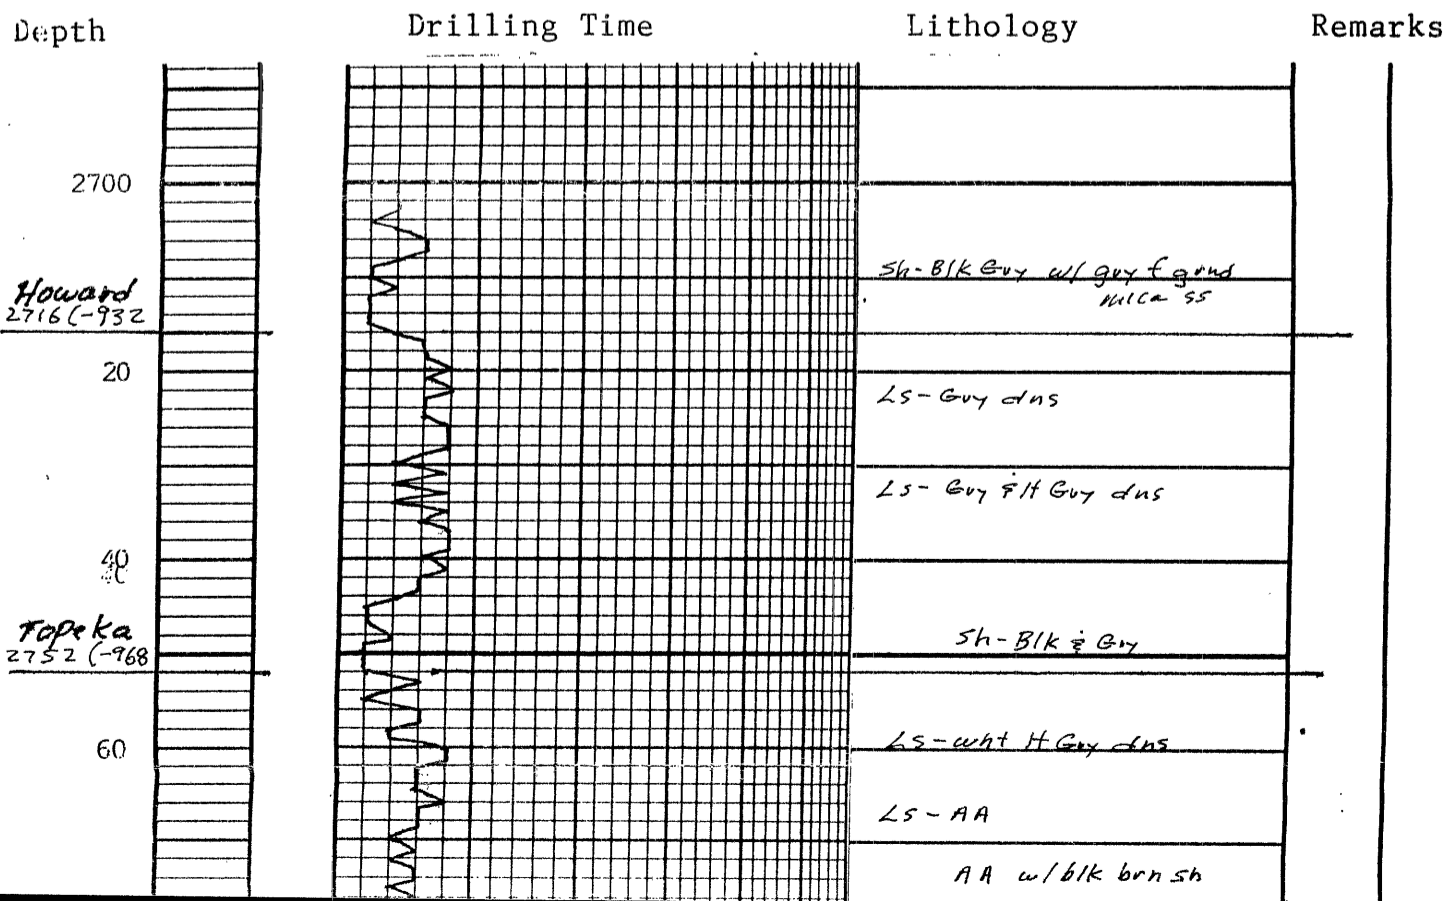 Depth Drilling Time Lithology Remarks
2700
Sh-Blk Gry w/ gry f grnd
mica ss
Howard
2716 (-932
20
Ls-Gry dns
Ls-Gry & lt Gry dns
40
Sh-Blk & Gry
Topeka
2752 (-968
Ls-wht lt Gry dns
60
Ls-AA
AA w/blk brn sh